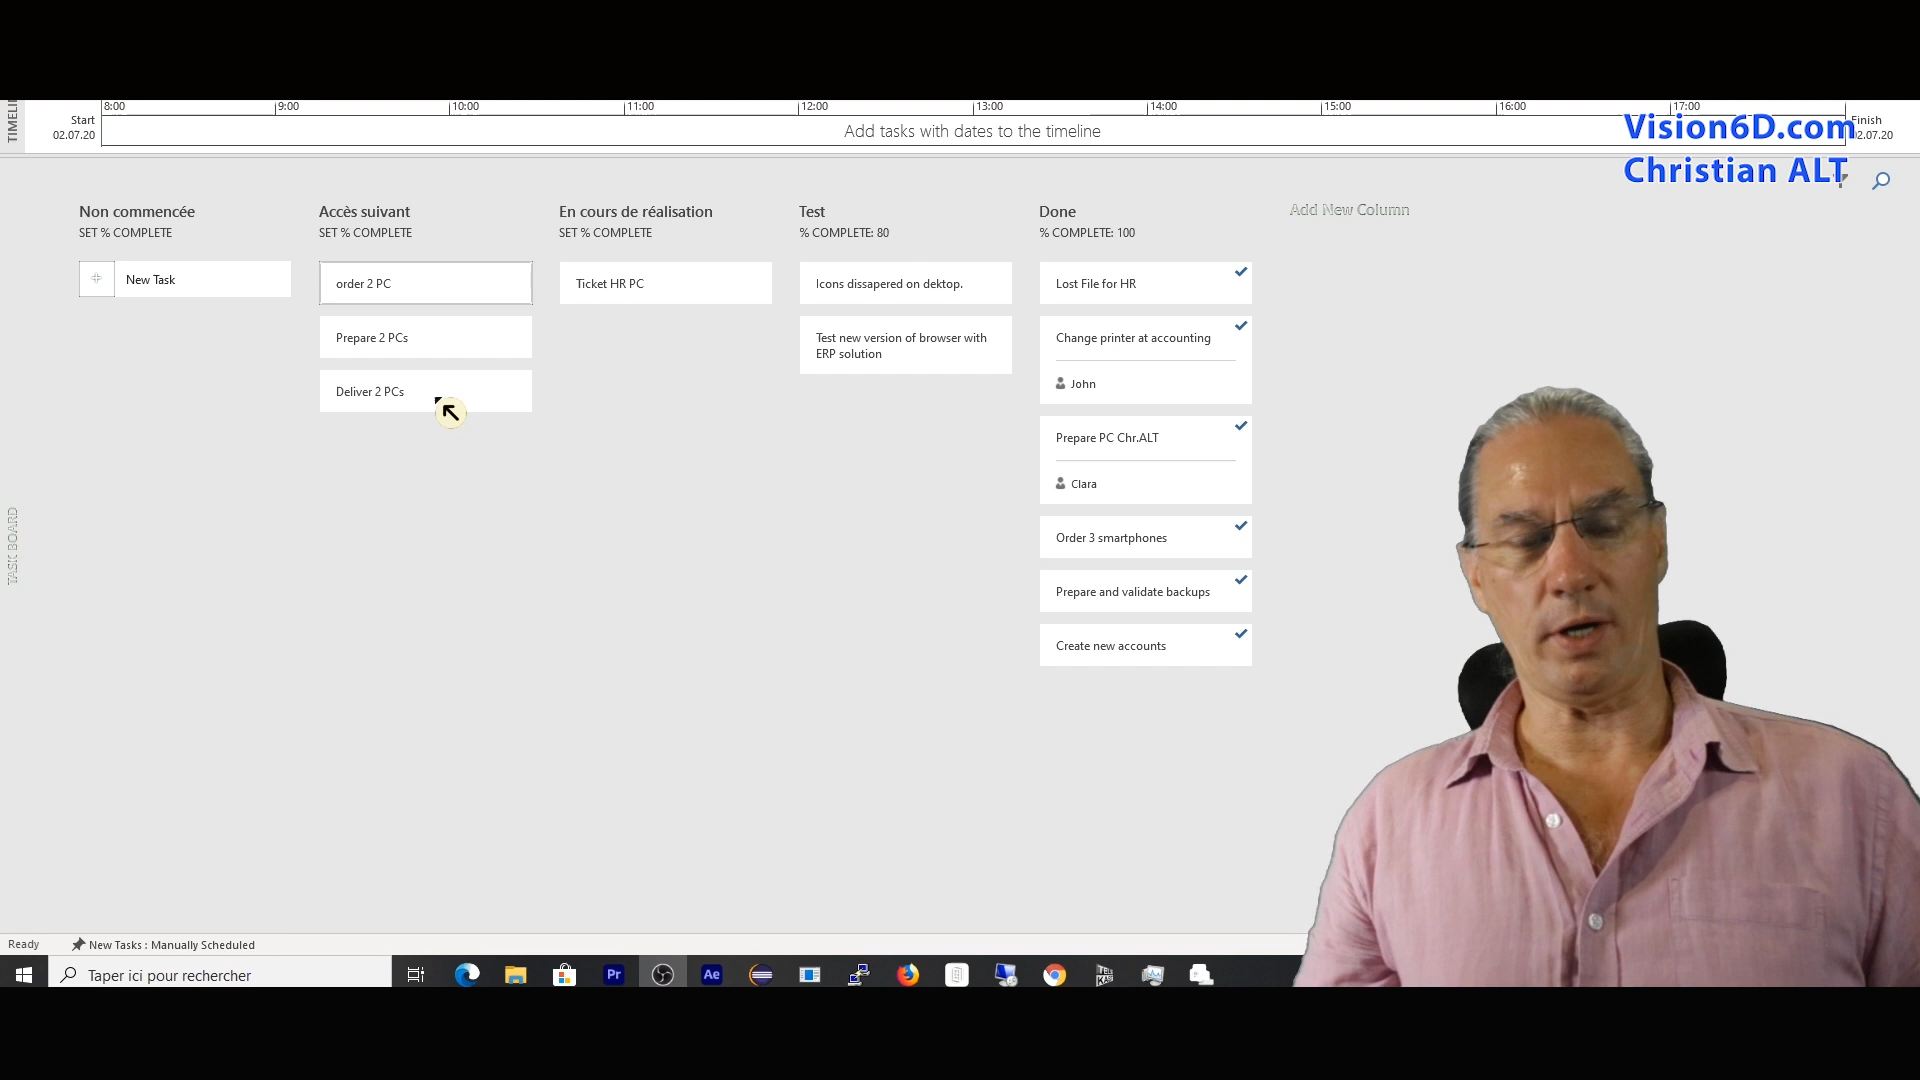 TIMELI
8:00 9:00 10:00 11:00 12:00 13:00 14:00 15:00 16:00 17:00
Start
02.07.20
Add tasks with dates to the timeline
Finish
02.07.20
Vision6D.com
Christian ALT
Non commencée
SET % COMPLETE
New Task
Accès suivant
SET % COMPLETE
order 2 PC
Prepare 2 PCs
Deliver 2 PCs
En cours de réalisation
SET % COMPLETE
Ticket HR PC
Test
% COMPLETE: 80
Icons dissapered on dektop.
Test new version of browser with
ERP solution
Done
% COMPLETE: 100
Lost File for HR
Change printer at accounting
John
Prepare PC Chr.ALT
Clara
Order 3 smartphones
Prepare and validate backups
Create new accounts
Add New Column
TASK BOARD
Ready
New Tasks : Manually Scheduled
Taper ici pour rechercher
Pr
Ae